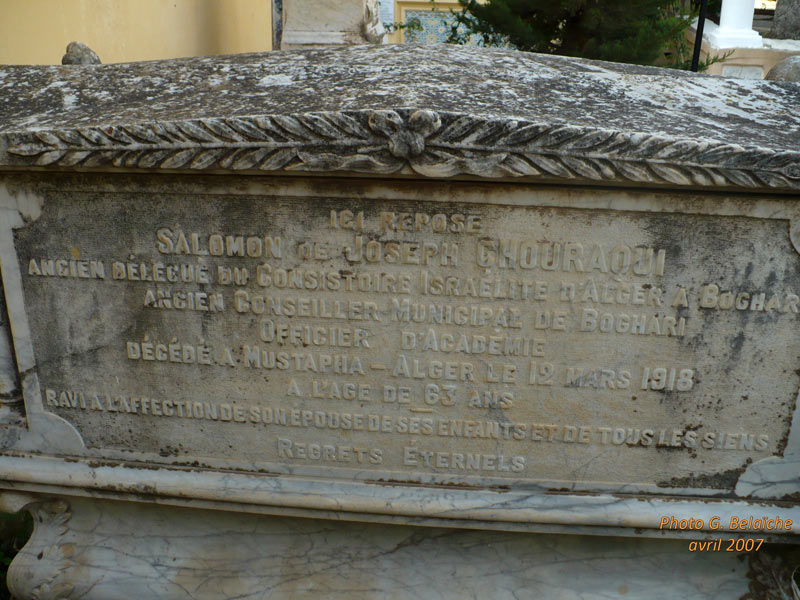 ICI REPOSE
SALOMON DE JOSEPH CHOURAQUI
ANCIEN DÉLÉGUÉ DU CONSISTOIRE ISRAÉLITE D'ALGER A BOGHARI
ANCIEN CONSEILLER MUNICIPAL DE BOGHARI
OFFICIER D'ACADÉMIE
DÉCÉDÉ A MUSTAPHA - ALGER LE 12 MARS 1918
A L'AGE DE 63 ANS
RAVI A L'AFFECTION DE SON EPOUSE DE SES ENFANTS ET DE TOUS LES SIENS
REGRETS ÉTERNELS
Photo G. Belaïche
avril 2007